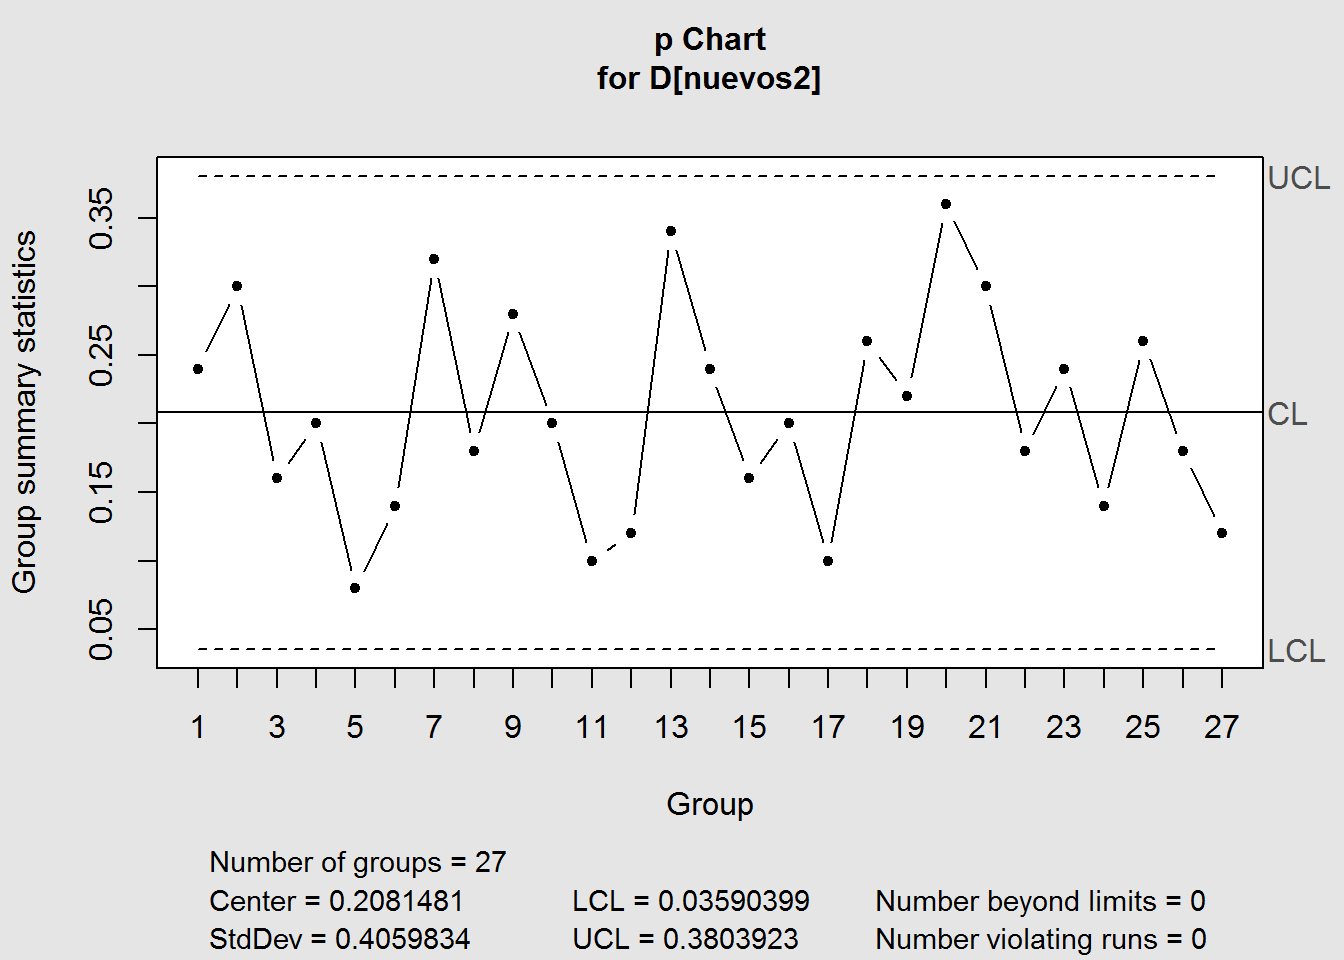 p Chart
for D[nuevos2]
Group summary statistics
0.35
0.25
0.15
0.05
UCL
CL
LCL
1 3 5 7 9 11 13 15 17 19 21 23 25 27
Group
Number of groups = 27
Center = 0.2081481 LCL = 0.03590399 Number beyond limits = 0
StdDev = 0.4059834 UCL = 0.3803923 Number violating runs = 0